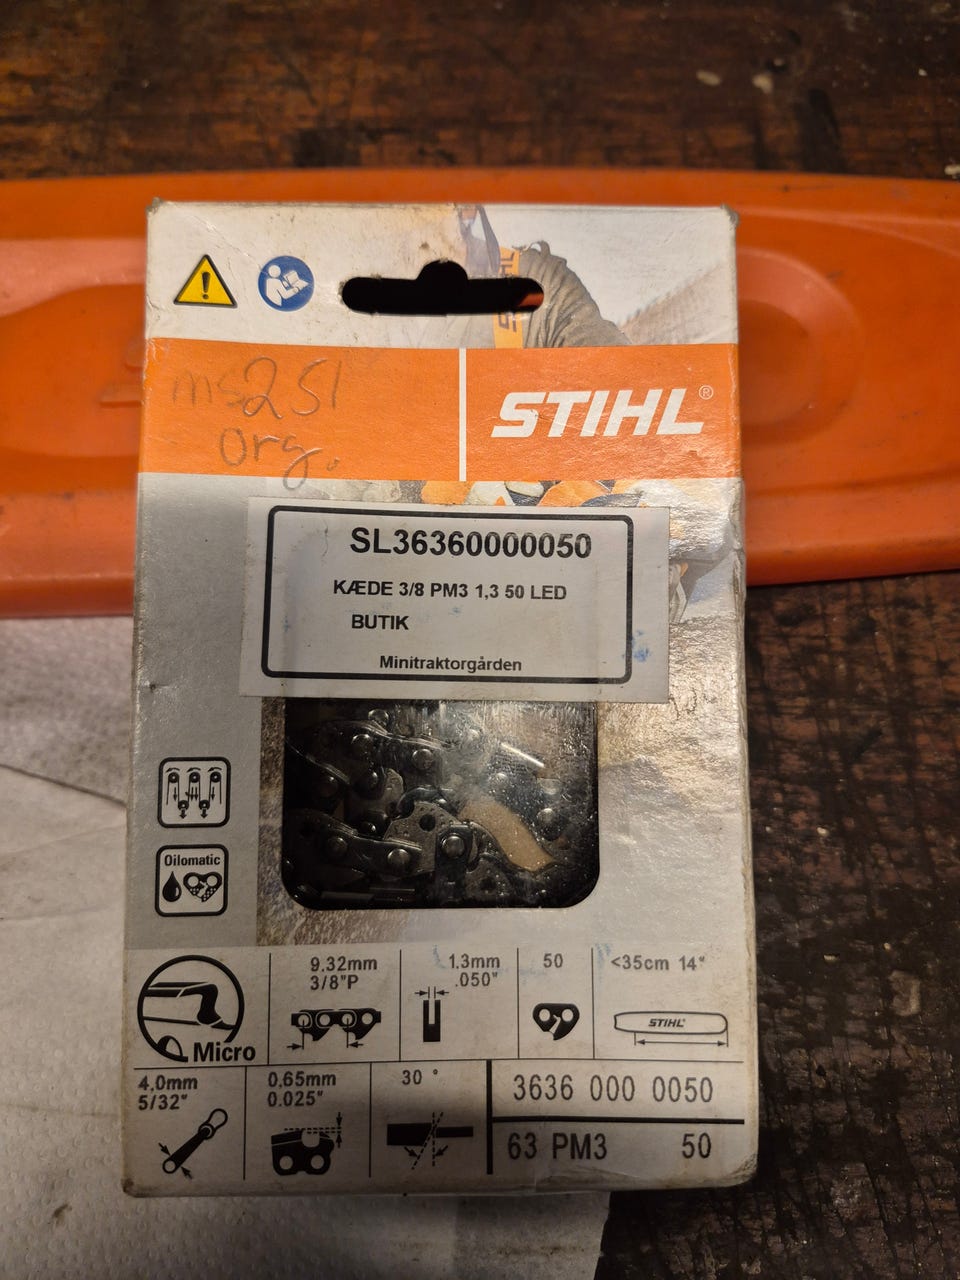 STIHL
ms251
org.
STIHL®
SL36360000050
KÆDE 3/8 PM3 1,3 50 LED
BUTIK
Minitraktorgården
Oilomatic
9,32mm
3/8"P
1,3mm
.050"
50
<35cm 14"
STIHL
Micro
4,0mm
5/32"
0,65mm
0.025"
30 °
3636 000 0050
63 PM3 50